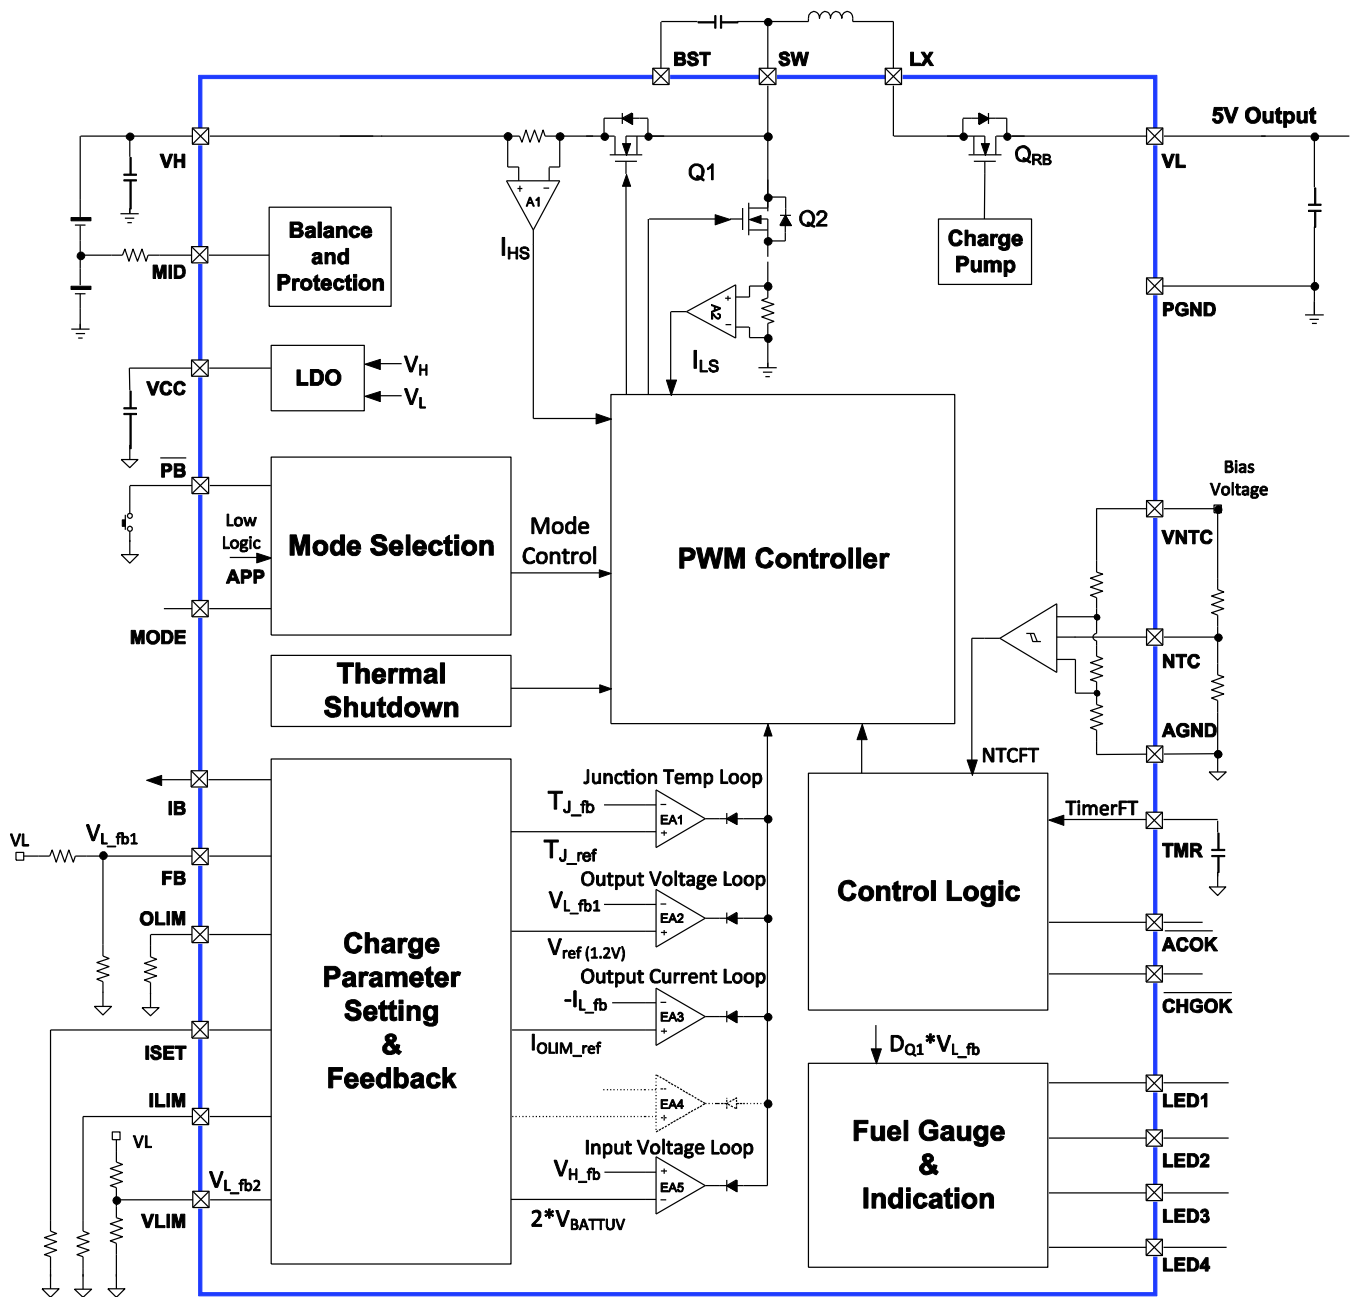 BST
SW
LX
5V Output
VH
A1
Q1
QRB
VL
Balance
and
Protection
MID
IHS
Q2
Charge
Pump
A2
PGND
ILS
LDO
VH
VL
VCC
PB
Low
Logic
APP
Mode Selection
Mode
Control
PWM Controller
Bias
Voltage
VNTC
MODE
NTC
Thermal
Shutdown
AGND
NTCFT
IB
Junction Temp Loop
TJ_fb
EA1
TJ_ref
TimerFT
TMR
VL
VL_fb1
FB
Output Voltage Loop
VL_fb1
EA2
Vref (1.2V)
Control Logic
OLIM
ACOK
Charge
Parameter
Setting
&
Feedback
Output Current Loop
-IL_fb
EA3
IOLIM_ref
CHGOK
ISET
DQ1*VL_fb
ILIM
EA4
LED1
VL
VL_fb2
VLIM
Input Voltage Loop
VH_fb
EA5
2*VBATTUV
Fuel Gauge
&
Indication
LED2
LED3
LED4